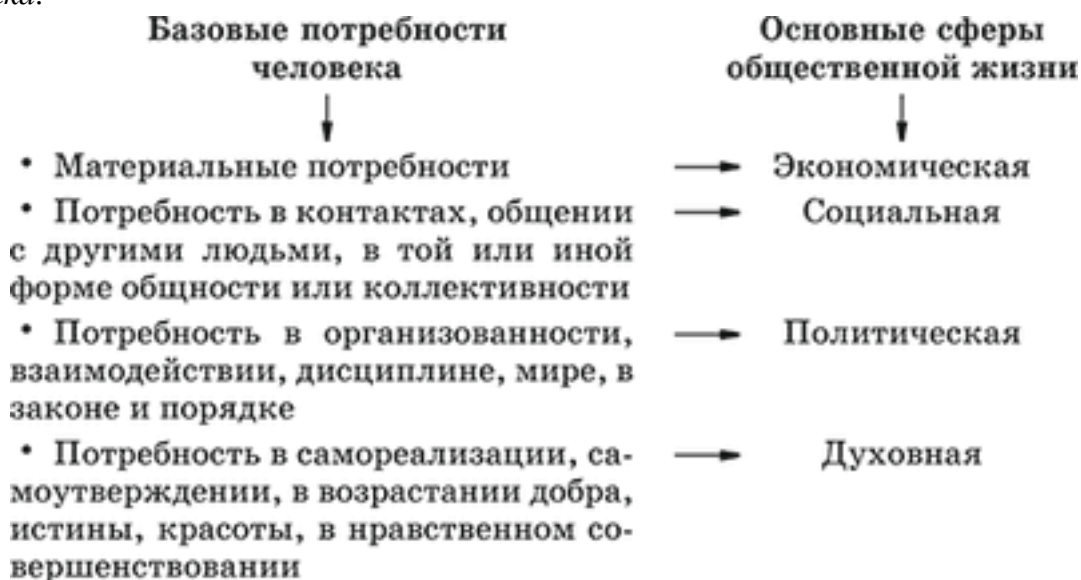 Базовые потребности
человека
Основные сферы
общественной жизни
• Материальные потребности
Экономическая
• Потребность в контактах, общении
с другими людьми, в той или иной
форме общности или коллективности
Социальная
• Потребность в организованности,
взаимодействии, дисциплине, мире, в
законе и порядке
Политическая
• Потребность в самореализации, са-
моутверждении, в возрастании добра,
истины, красоты, в нравственном со-
вершенствовании
Духовная